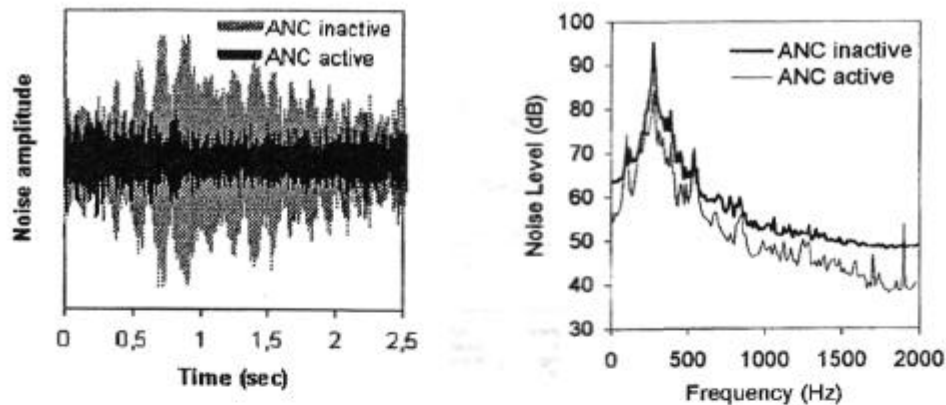 ANC inactive
ANC active
Noise amplitude
0 0,5 1 1,5 2 2,5
Time (sec)
100
90
80
70
60
50
40
30
ANC inactive
ANC active
Noise Level (dB)
0 500 1000 1500 2000
Frequency (Hz)